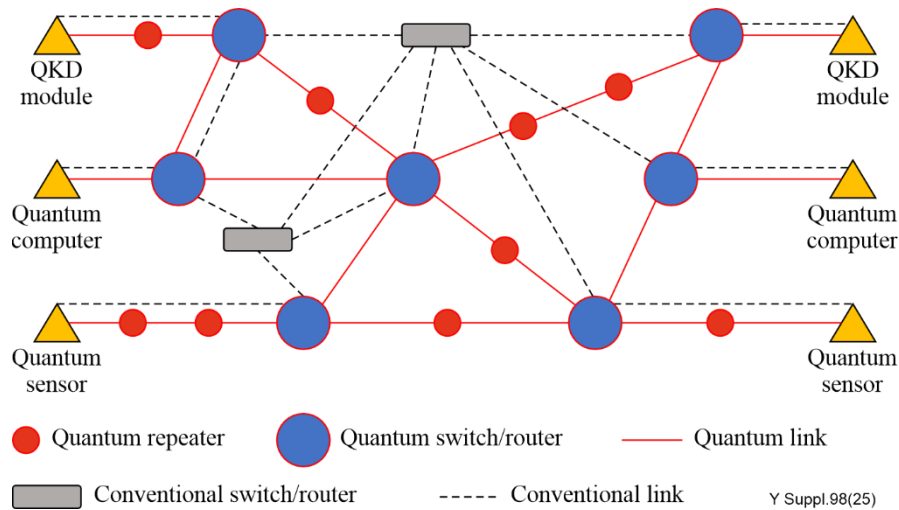 QKD
module
QKD
module
Quantum
computer
Quantum
computer
Quantum
sensor
Quantum
sensor
Quantum repeater
Quantum switch/router
Quantum link
Conventional switch/router
Conventional link
Y Suppl.98(25)